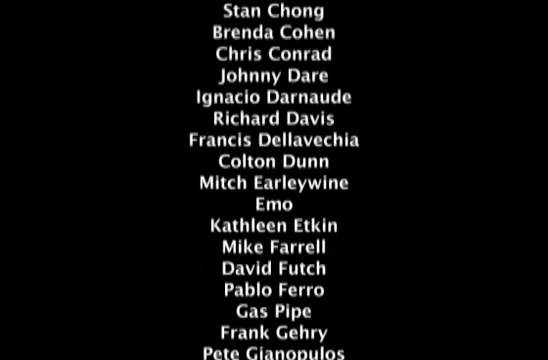 Stan Chong
Brenda Cohen
Chris Conrad
Johnny Dare
Ignacio Darnaude
Richard Davis
Francis Dellavechia
Colton Dunn
Mitch Earleywine
Emo
Kathleen Etkin
Mike Farrell
David Futch
Pablo Ferro
Gas Pipe
Frank Gehry
Pete Gianopulos